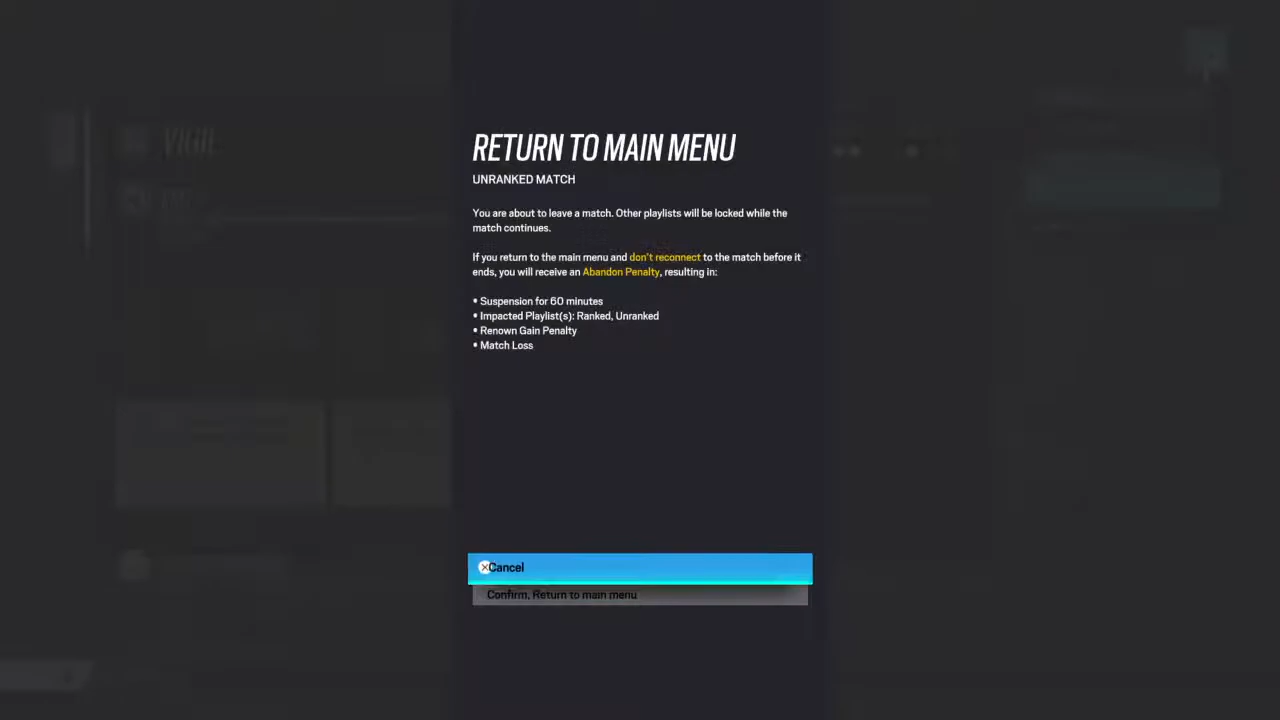 VIGIL
RETURN TO MAIN MENU
UNRANKED MATCH
You are about to leave a match. Other playlists will be locked while the
match continues.
If you return to the main menu and don't reconnect to the match before it
ends, you will receive an Abandon Penalty, resulting in:
• Suspension for 60 minutes
• Impacted Playlist(s): Ranked, Unranked
• Renown Gain Penalty
• Match Loss
Cancel
Confirm, Return to main menu